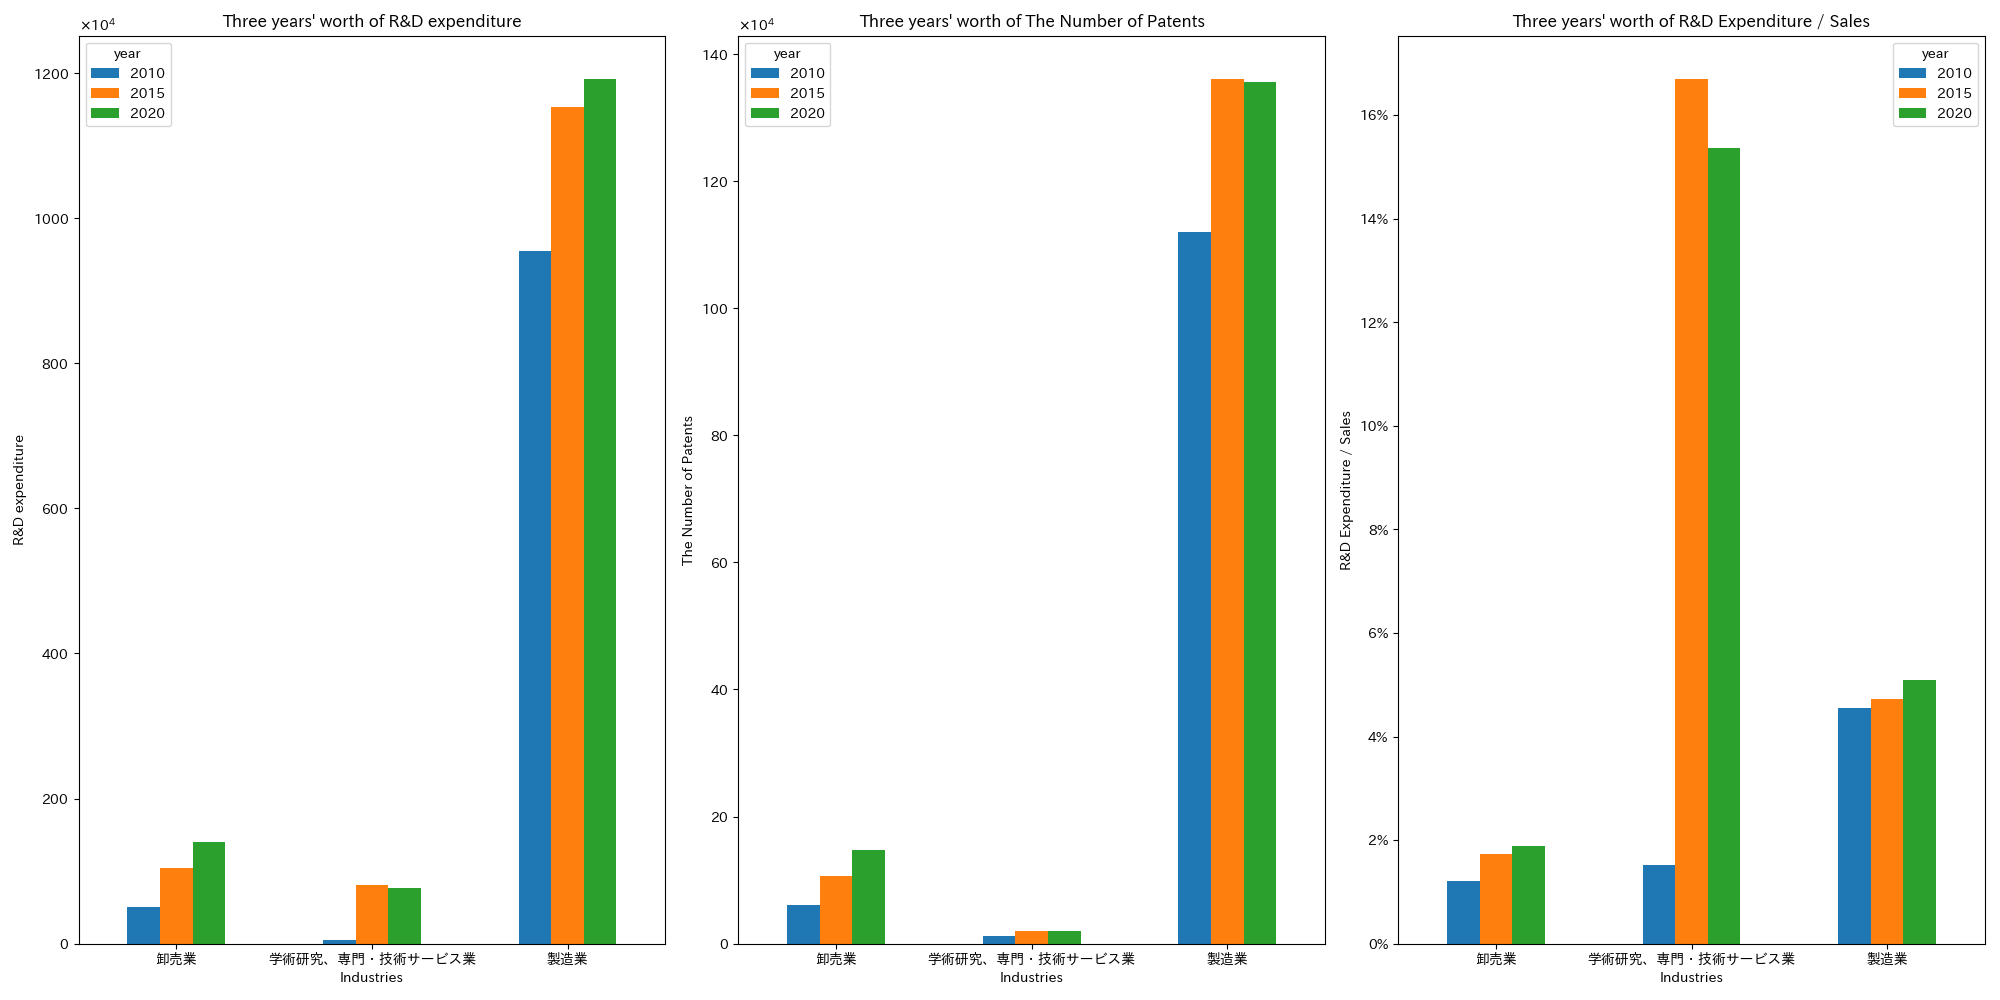 Three years' worth of R&D expenditure
×10⁴
year
2010
2015
2020
1200
1000
800
600
400
200
0
R&D expenditure
卸売業
学術研究、専門・技術サービス業
製造業
Industries
Three years' worth of The Number of Patents
×10⁴
year
2010
2015
2020
140
120
100
80
60
40
20
0
The Number of Patents
卸売業
学術研究、専門・技術サービス業
製造業
Industries
Three years' worth of R&D Expenditure / Sales
year
2010
2015
2020
16%
14%
12%
10%
8%
6%
4%
2%
0%
R&D Expenditure / Sales
卸売業
学術研究、専門・技術サービス業
製造業
Industries